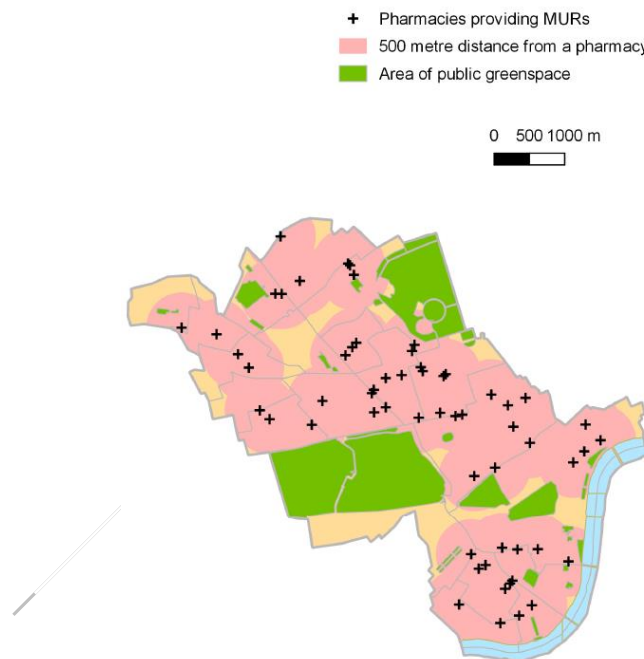 Pharmacies providing MURs
500 metre distance from a pharmacy
Area of public greenspace
0 500 1000 m